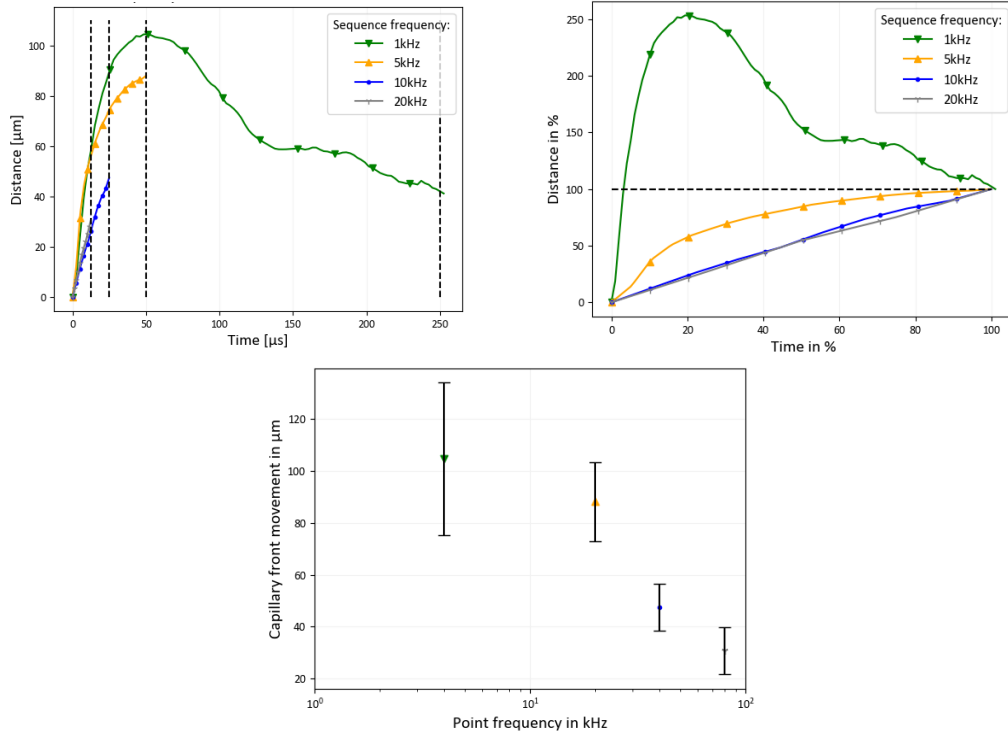 Sequence frequency:
1kHz
5kHz
10kHz
20kHz
Distance [µm]
100
80
60
40
20
0
0
50
100
150
200
250
Time [µs]
Sequence frequency:
1kHz
5kHz
10kHz
20kHz
Distance in %
250
200
150
100
50
0
0
20
40
60
80
100
Time in %
Capillary front movement in µm
120
100
80
60
40
20
10⁰
10¹
10²
Point frequency in kHz